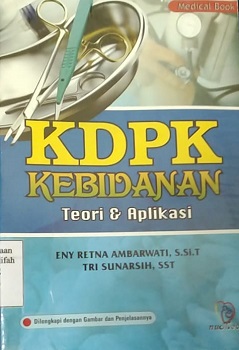 Medical Book
KDPK
KEBIDANAN
Teori & Aplikasi
ENY RETNA AMBARWATI, S.Si.T
TRI SUNARSIH, SST
Dilengkapi dengan Gambar dan Penjelasannya